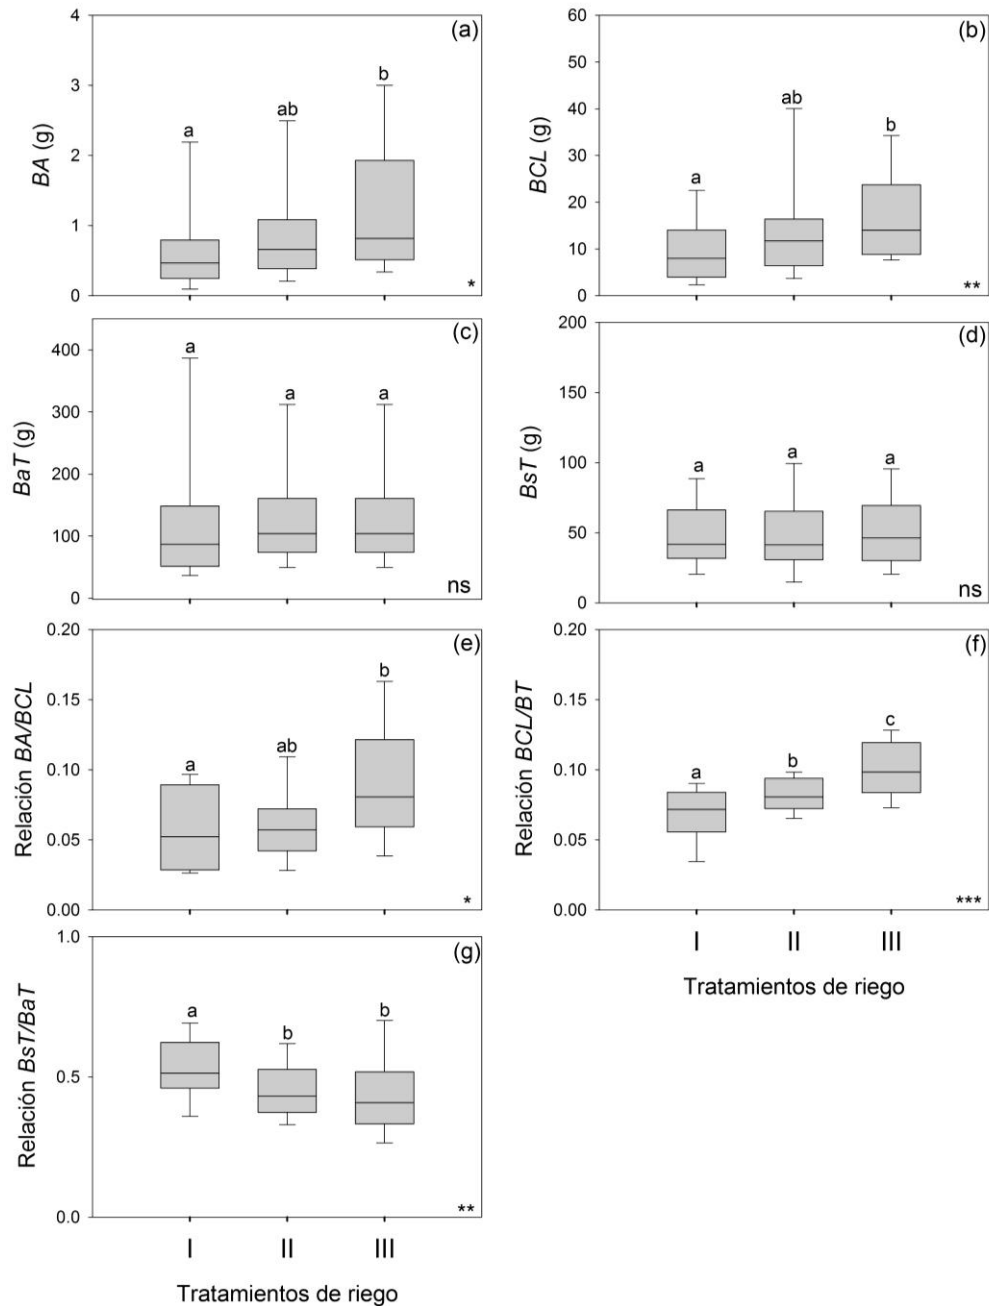 (a)
BA (g)
4
3
2
1
0
a
ab
b
*
(b)
BCL (g)
60
50
40
30
20
10
0
a
ab
b
**
(c)
BaT (g)
400
300
200
100
0
a
a
a
ns
(d)
BsT (g)
200
150
100
50
0
a
a
a
ns
(e)
Relación BA/BCL
0.20
0.15
0.10
0.05
0.00
a
ab
b
*
(f)
Relación BCL/BT
0.20
0.15
0.10
0.05
0.00
a
b
c
***
I II III
Tratamientos de riego
(g)
Relación BsT/BaT
1.0
0.5
0.0
a
b
b
**
I II III
Tratamientos de riego